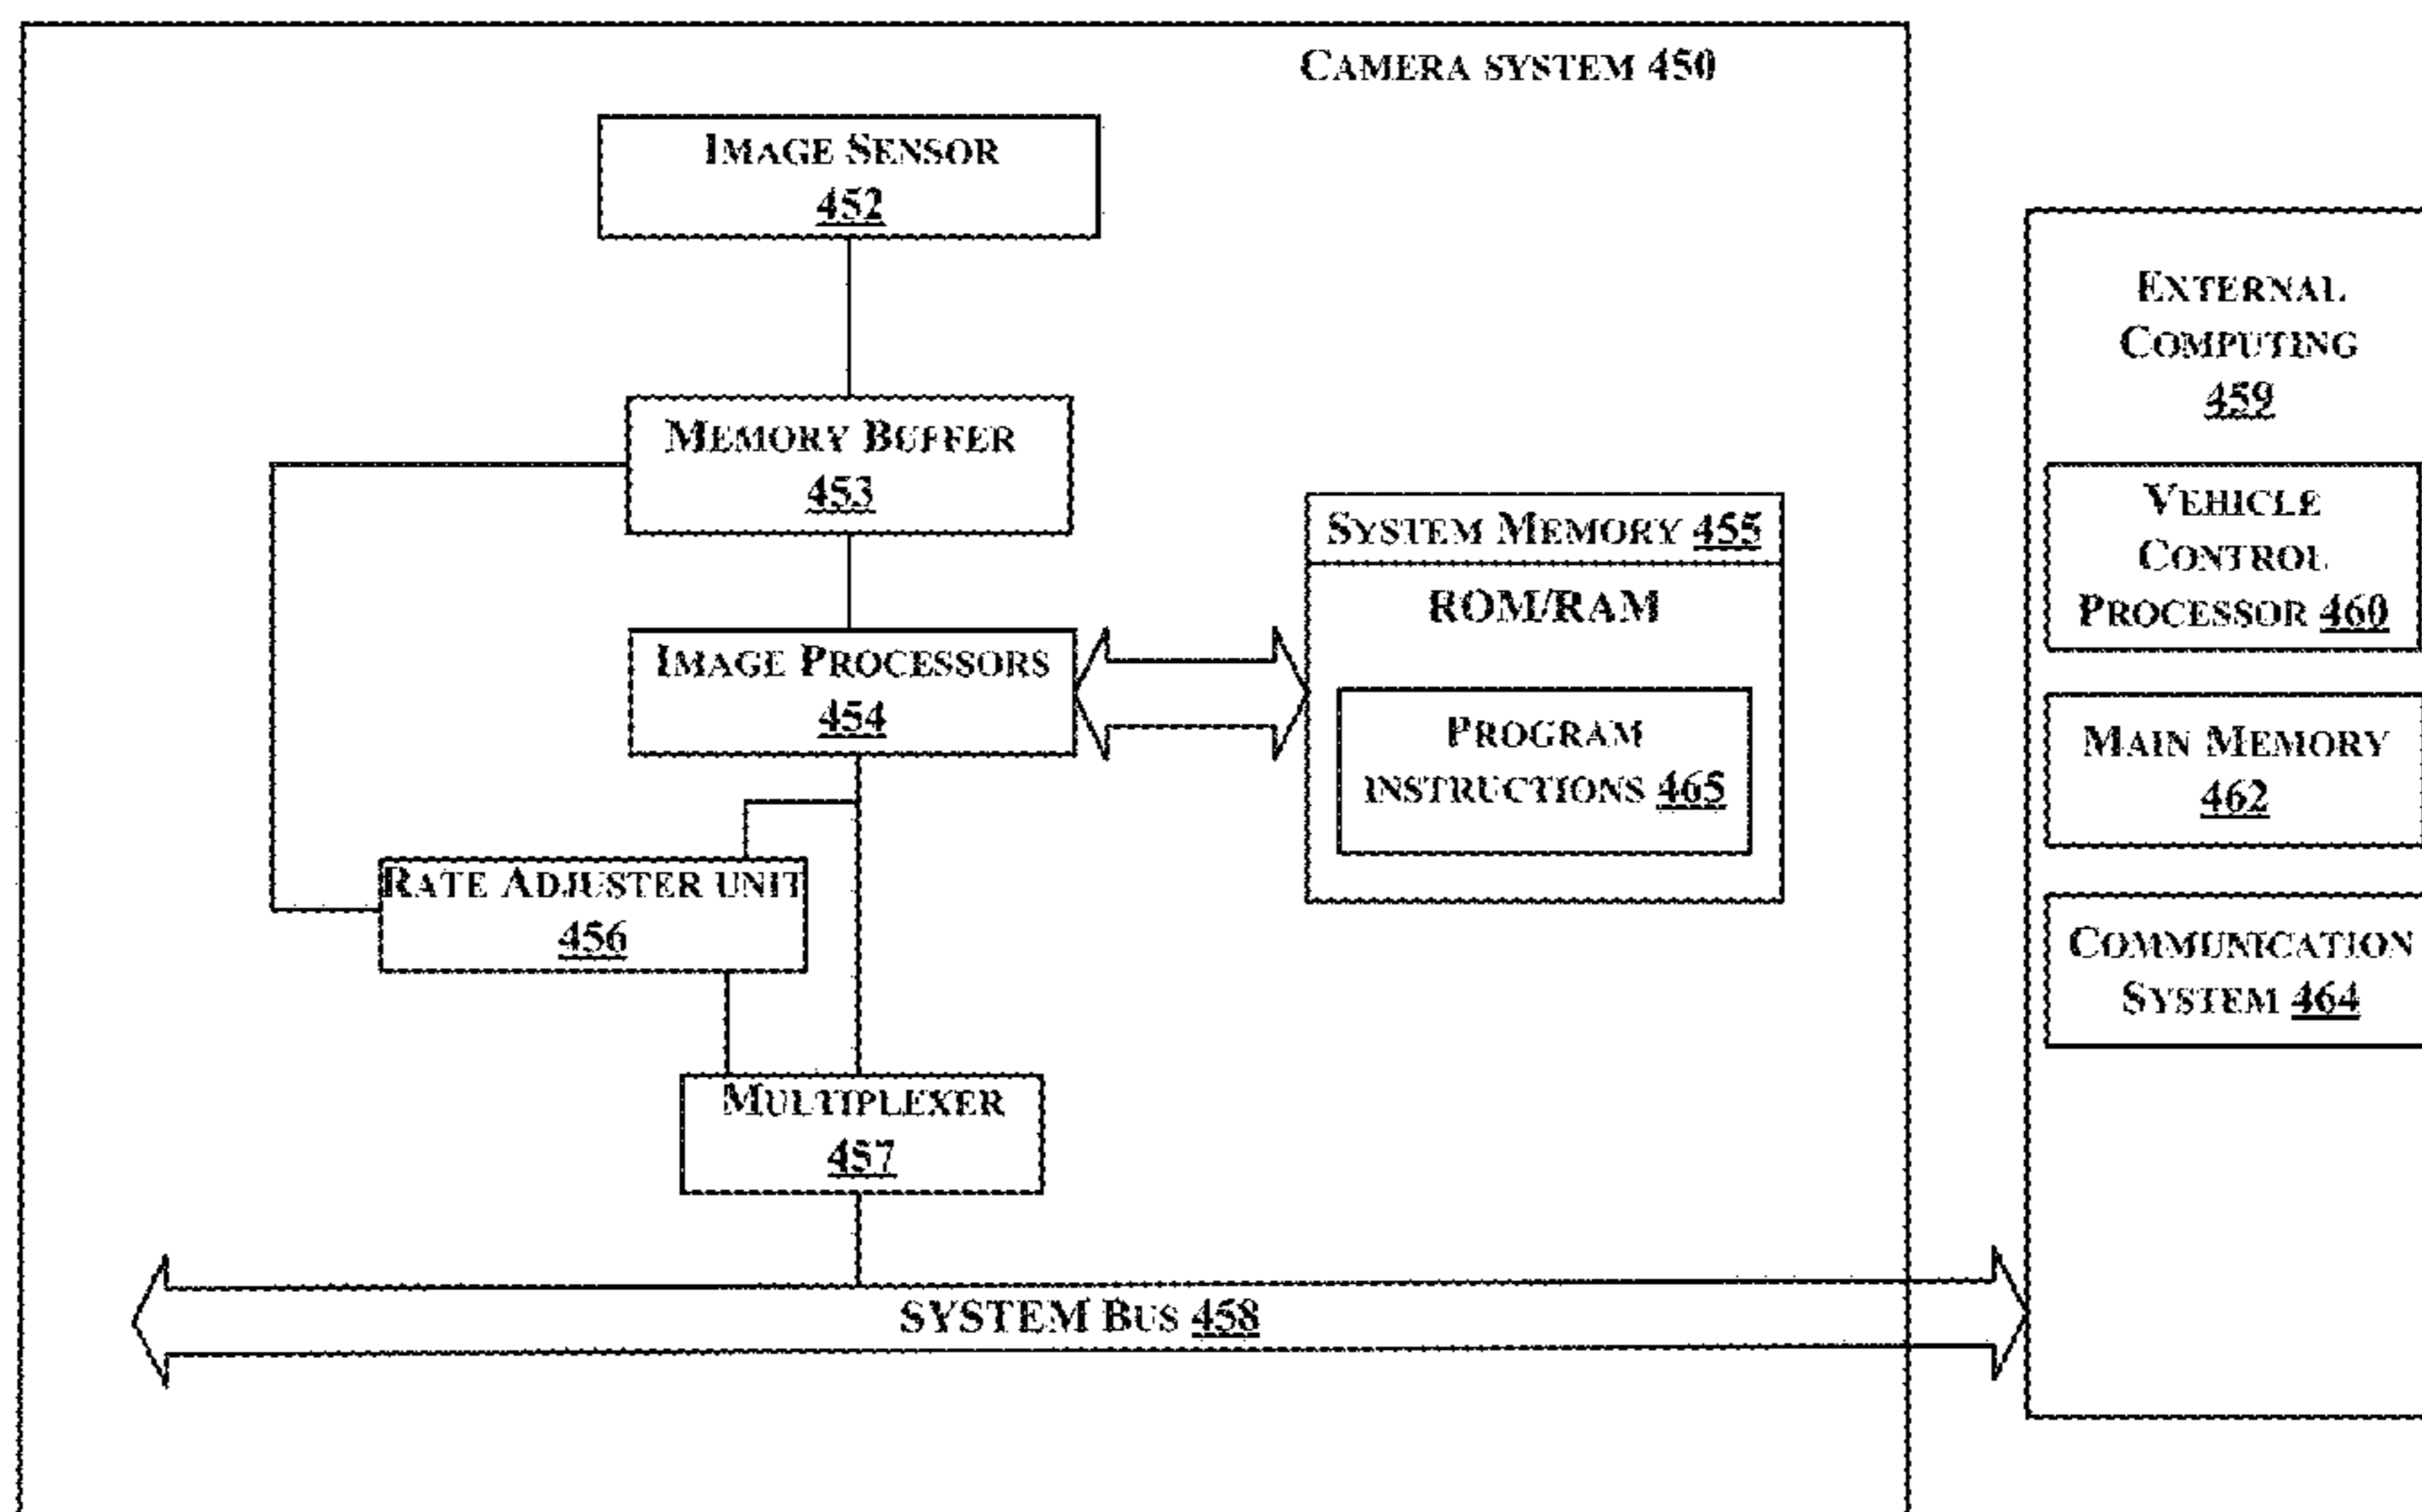 CAMERA SYSTEM 450
IMAGE SENSOR
452
MEMORY BUFFER
453
IMAGE PROCESSORS
454
SYSTEM MEMORY 455
ROM/RAM
PROGRAM
INSTRUCTIONS 465
RATE ADJUSTER UNIT
456
MULTIPLEXER
457
SYSTEM BUS 458
EXTERNAL
COMPUTING
459
VEHICLE
CONTROL
PROCESSOR 460
MAIN MEMORY
462
COMMUNICATION
SYSTEM 464